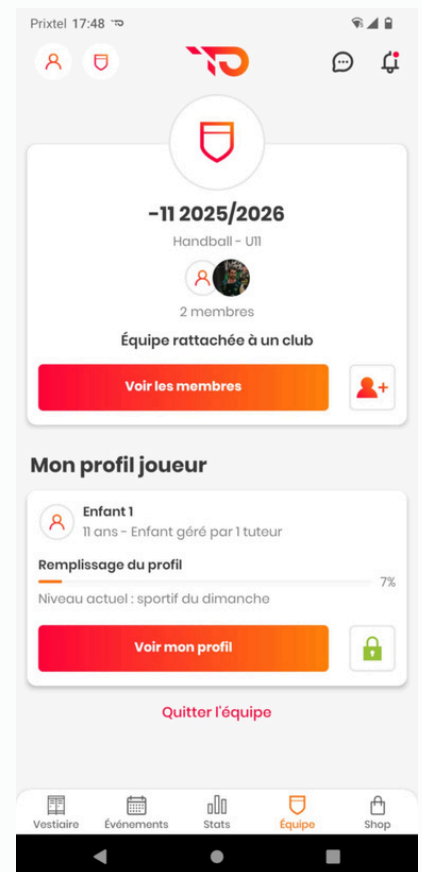 Prixtel 17:48
-11 2025/2026
Handball - U11
2 membres
Équipe rattachée à un club
Voir les membres
Mon profil joueur
Enfant 1
11 ans - Enfant géré par 1 tuteur
Remplissage du profil
7%
Niveau actuel : sportif du dimanche
Voir mon profil
Quitter l'équipe
Vestiaire Événements Stats Équipe Shop